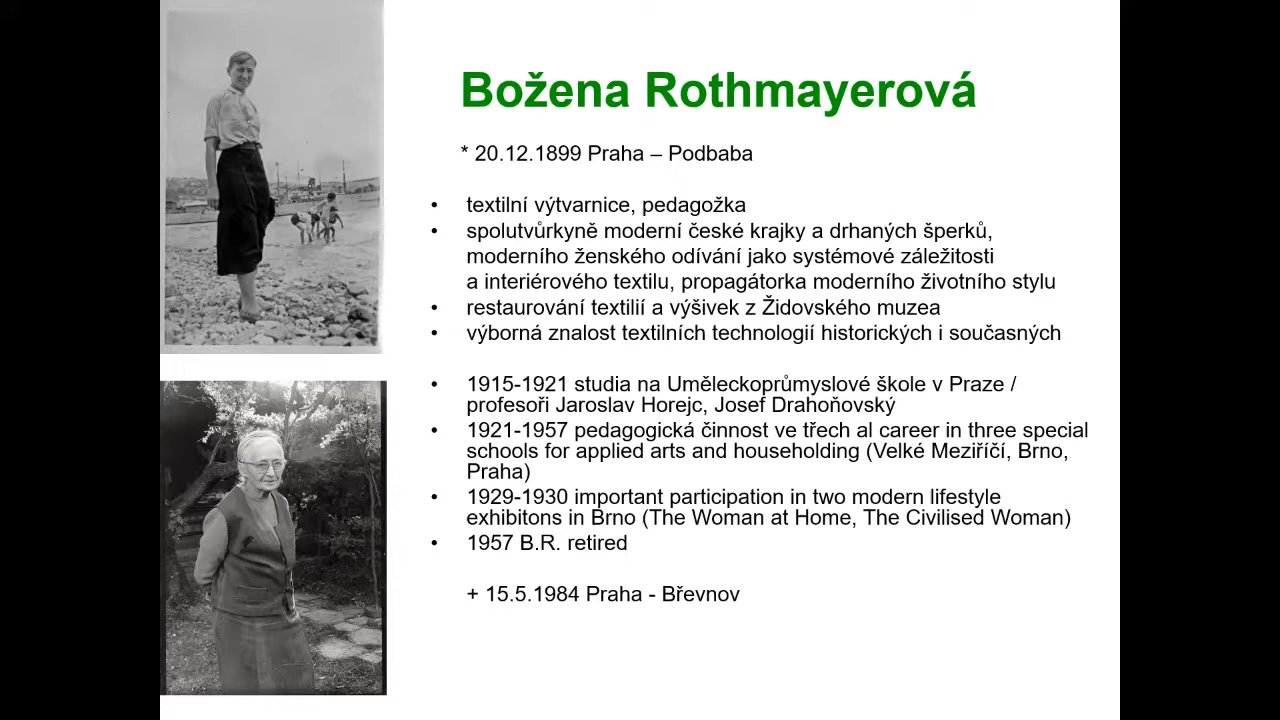 Božena Rothmayerová
* 20.12.1899 Praha – Podbaba
• textilní výtvarnice, pedagožka
• spolutvůrkyně moderní české krajky a drhaných šperků,
moderního ženského odívání jako systémové záležitosti
a interiérového textilu, propagátorka moderního životního stylu
• restaurování textilií a výšivek z Židovského muzea
• výborná znalost textilních technologií historických i současných
• 1915-1921 studia na Uměleckoprůmyslové škole v Praze /
profesoři Jaroslav Horejc, Josef Drahoňovský
• 1921-1957 pedagogická činnost ve třech al career in three special
schools for applied arts and householding (Velké Meziříčí, Brno,
Praha)
• 1929-1930 important participation in two modern lifestyle
exhibitons in Brno (The Woman at Home, The Civilised Woman)
• 1957 B.R. retired
+ 15.5.1984 Praha - Břevnov